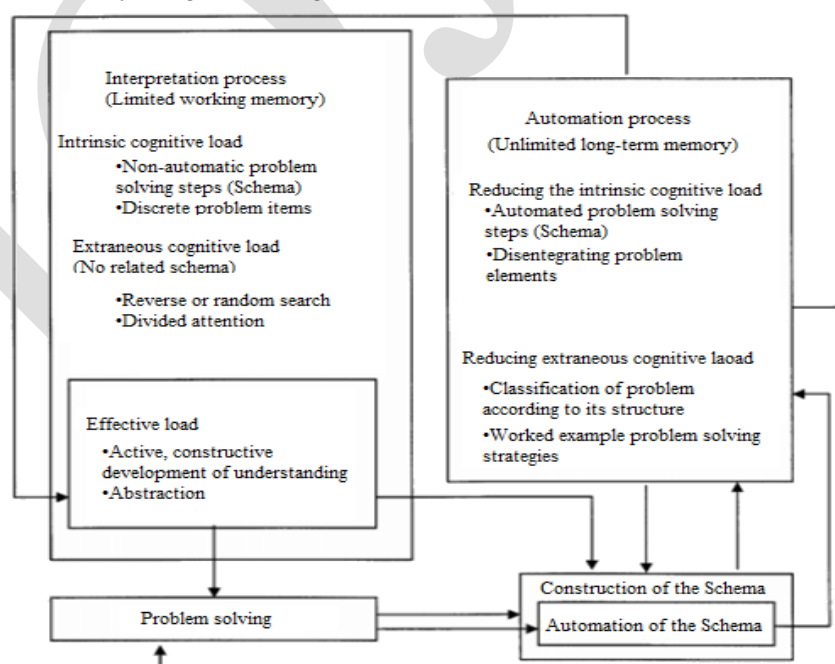 Interpretation process
(Limited working memory)
Intrinsic cognitive load
•Non-automatic problem
solving steps (Schema)
•Discrete problem items
Extraneous cognitive load
(No related schema)
•Reverse or random search
•Divided attention
Effective load
•Active, constructive
development of understanding
•Abstraction
Automation process
(Unlimited long-term memory)
Reducing the intrinsic cognitive load
•Automated problem solving
steps (Schema)
•Disentegrating problem
elements
Reducing extraneous cognitive laoad
•Classification of problem
according to its structure
•Worked example problem solving
strategies
Problem solving
Construction of the Schema
Automation of the Schema